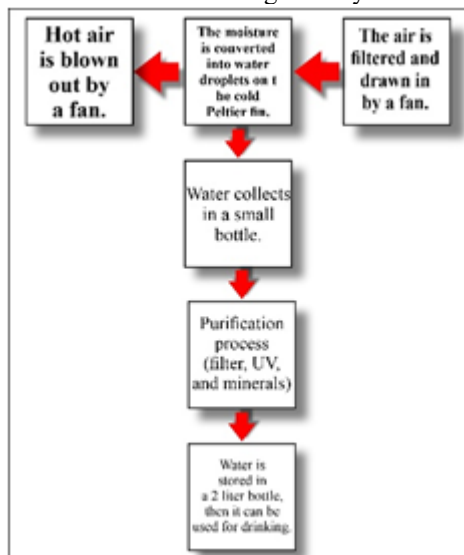 Hot air
is blown
out by
a fan.
The moisture
is converted
into water
droplets on t
he cold
Peltier fin.
The air is
filtered and
drawn in
by a fan.
Water collects
in a small
bottle.
Purification
process
(filter, UV,
and minerals)
Water is
stored in
a 2 liter bottle,
then it can be
used for drinking.